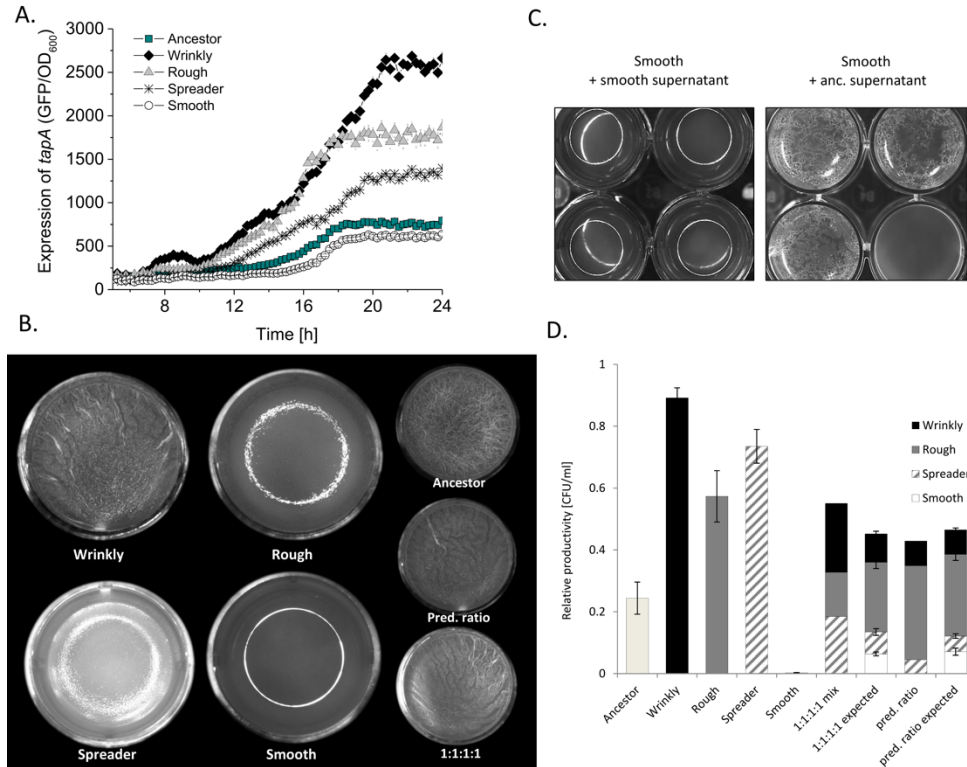 A.
Expression of tapA (GFP/OD600)
3000
2500
2000
1500
1000
500
0
Ancestor
Wrinkly
Rough
Spreader
Smooth
8 12 16 20 24
Time [h]
C.
Smooth
+ smooth supernatant
Smooth
+ anc. supernatant
B.
Wrinkly
Rough
Ancestor
Pred. ratio
Spreader
Smooth
1:1:1:1
D.
Relative productivity [CFU/ml]
1
0.8
0.6
0.4
0.2
0
Wrinkly
Rough
Spreader
Smooth
Ancestor
Wrinkly
Rough
Spreader
Smooth
1:1:1:1 mix
1:1:1:1 expected
pred. ratio
pred. ratio expected